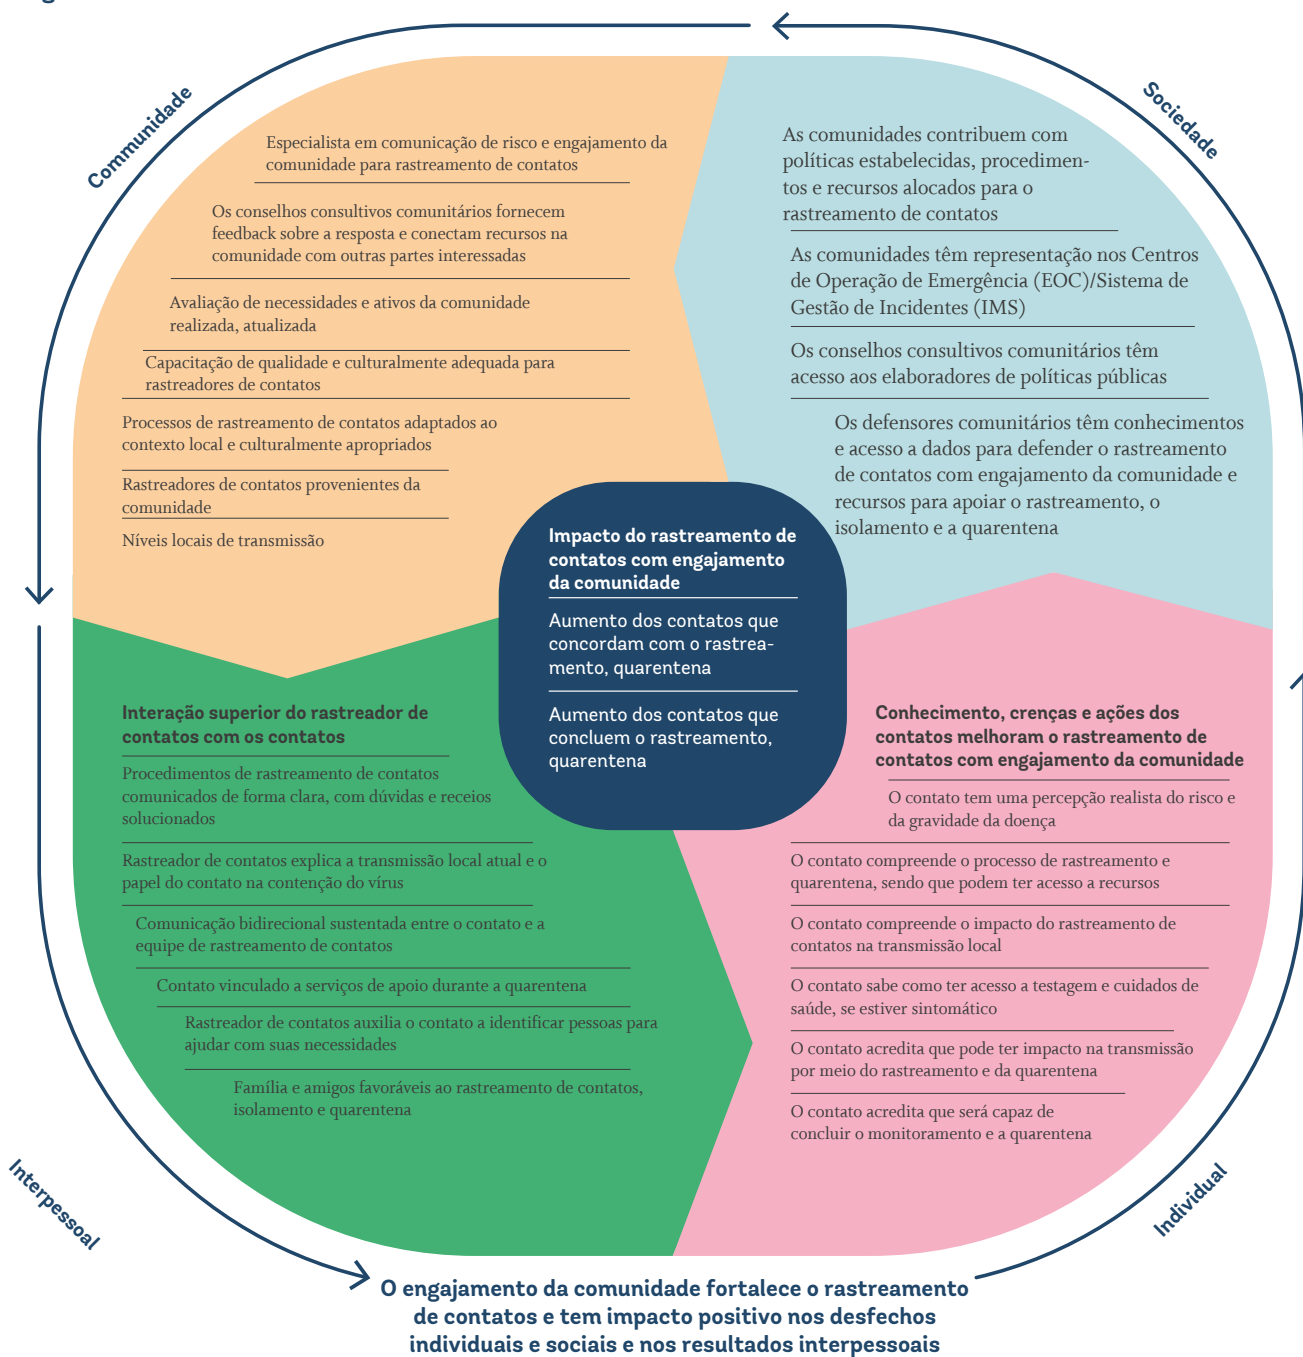 Communidade
Especialista em comunicação de risco e engajamento da
comunidade para rastreamento de contatos
Os conselhos consultivos comunitários fornecem
feedback sobre a resposta e conectam recursos na
comunidade com outras partes interessadas
Avaliação de necessidades e ativos da comunidade
realizada, atualizada
Capacitação de qualidade e culturalmente adequada para
rastreadores de contatos
Processos de rastreamento de contatos adaptados ao
contexto local e culturalmente apropriados
Rastreadores de contatos provenientes da
comunidade
Níveis locais de transmissão
Sociedade
As comunidades contribuem com
políticas estabelecidas, procedimen-
tos e recursos alocados para o
rastreamento de contatos
As comunidades têm representação nos Centros
de Operação de Emergência (EOC)/Sistema de
Gestão de Incidentes (IMS)
Os conselhos consultivos comunitários têm
acesso aos elaboradores de políticas públicas
Os defensores comunitários têm conhecimentos
e acesso a dados para defender o rastreamento
de contatos com engajamento da comunidade e
recursos para apoiar o rastreamento, o
isolamento e a quarentena
Impacto do rastreamento de
contatos com engajamento
da comunidade
Aumento dos contatos que
concordam com o rastrea-
mento, quarentena
Aumento dos contatos que
concluem o rastreamento,
quarentena
Interação superior do rastreador de
contatos com os contatos
Procedimentos de rastreamento de contatos
comunicados de forma clara, com dúvidas e receios
solucionados
Rastreador de contatos explica a transmissão local atual e o
papel do contato na contenção do vírus
Comunicação bidirecional sustentada entre o contato e a
equipe de rastreamento de contatos
Contato vinculado a serviços de apoio durante a quarentena
Rastreador de contatos auxilia o contato a identificar pessoas para
ajudar com suas necessidades
Família e amigos favoráveis ao rastreamento de contatos,
isolamento e quarentena
Interpessoal
Conhecimento, crenças e ações dos
contatos melhoram o rastreamento de
contatos com engajamento da comunidade
O contato tem uma percepção realista do risco e
da gravidade da doença
O contato compreende o processo de rastreamento e
quarentena, sendo que podem ter acesso a recursos
O contato compreende o impacto do rastreamento de
contatos na transmissão local
O contato sabe como ter acesso a testagem e cuidados de
saúde, se estiver sintomático
O contato acredita que pode ter impacto na transmissão
por meio do rastreamento e da quarentena
O contato acredita que será capaz de
concluir o monitoramento e a quarentena
Individual
O engajamento da comunidade fortalece o rastreamento
de contatos e tem impacto positivo nos desfechos
individuais e sociais e nos resultados interpessoais